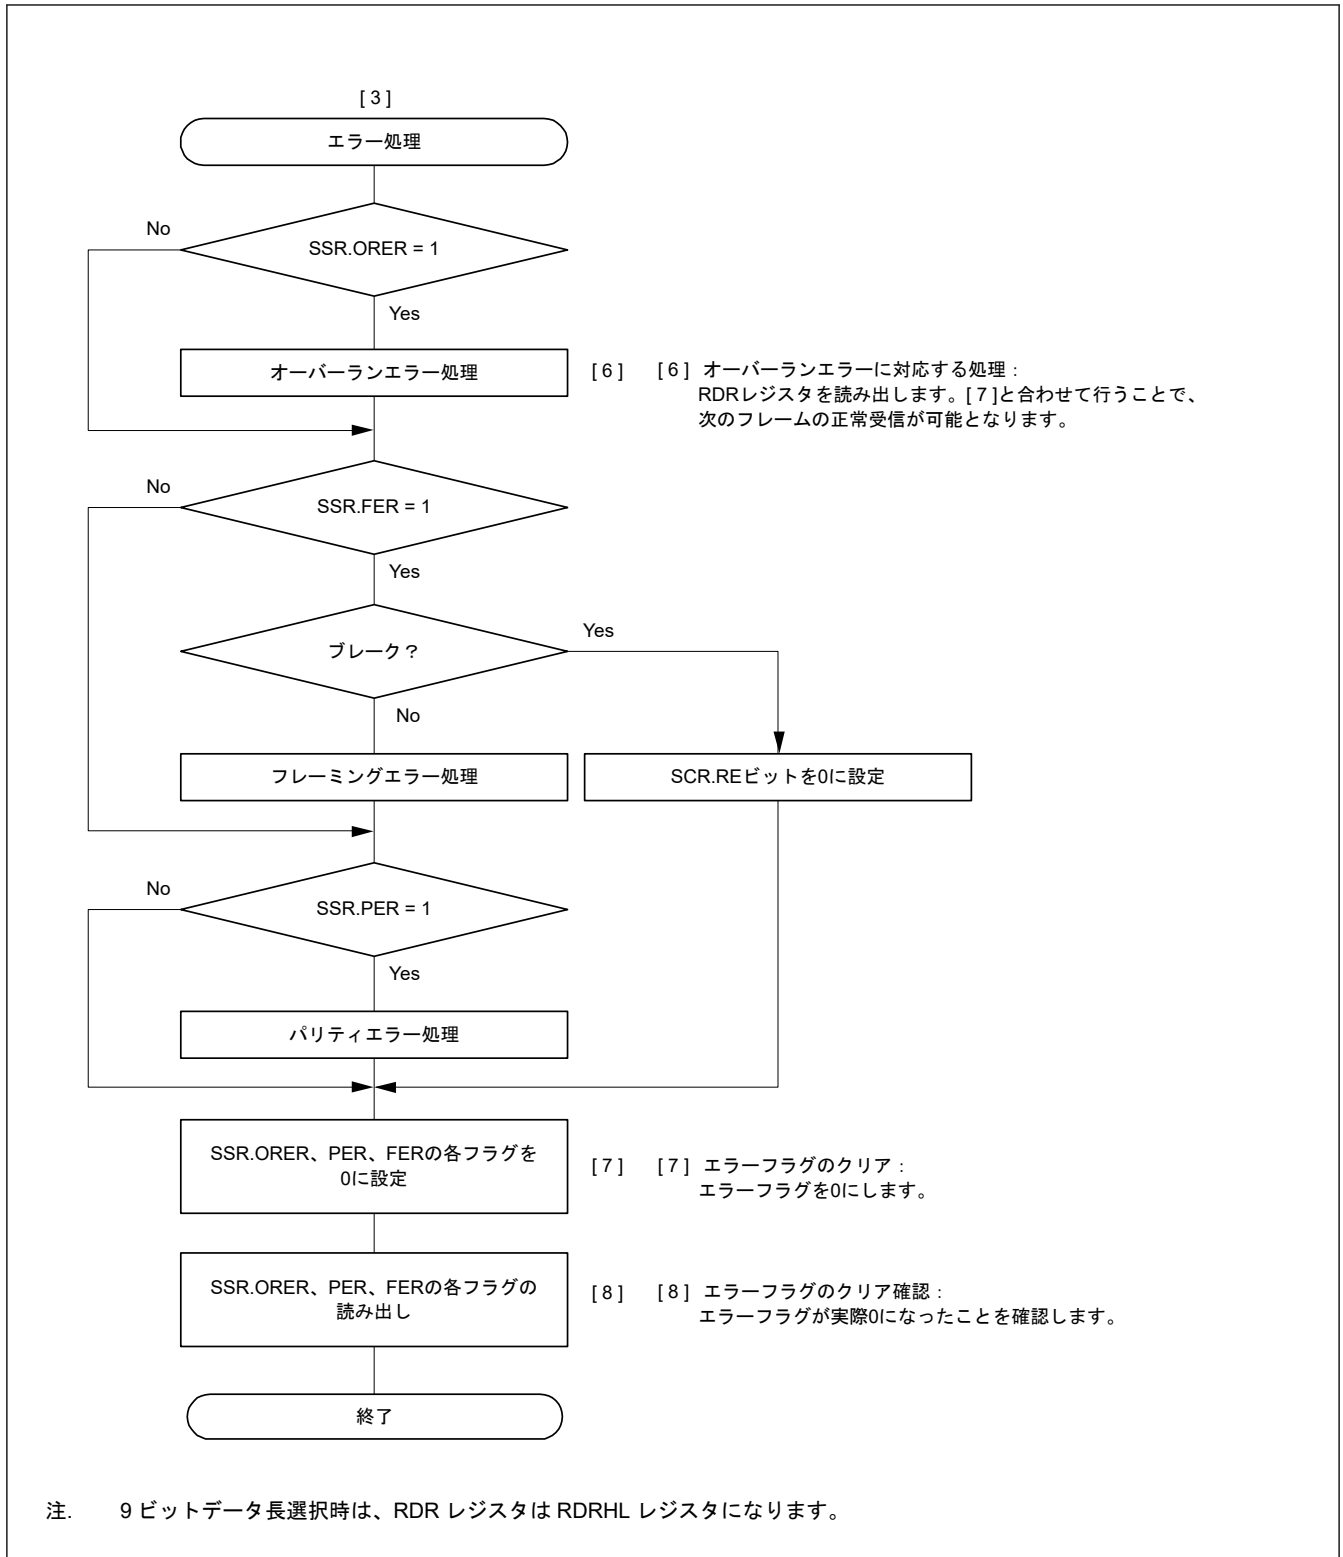 [ 3 ]
エラー処理
No
SSR.ORER = 1
Yes
オーバーランエラー処理
[ 6 ]
[ 6 ] オーバーランエラーに対応する処理：
RDRレジスタを読み出します。[ 7 ]と合わせて行うことで、
次のフレームの正常受信が可能となります。
No
SSR.FER = 1
Yes
ブレーク？
Yes
No
フレーミングエラー処理
SCR.REビットを0に設定
No
SSR.PER = 1
Yes
パリティエラー処理
SSR.ORER、PER、FERの各フラグを
0に設定
[ 7 ]
[ 7 ] エラーフラグのクリア：
エラーフラグを0にします。
SSR.ORER、PER、FERの各フラグの
読み出し
[ 8 ]
[ 8 ] エラーフラグのクリア確認：
エラーフラグが実際0になったことを確認します。
終了
注. 9 ビットデータ長選択時は、RDR レジスタは RDRHL レジスタになります。